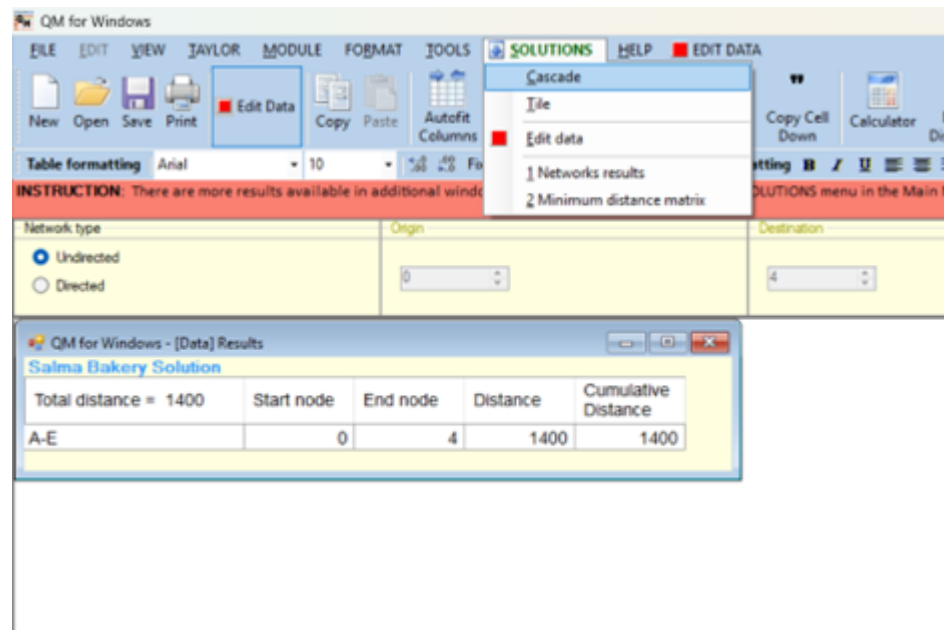 QM for Windows
FILE EDIT VIEW TAYLOR MODULE FORMAT TOOLS SOLUTIONS HELP EDIT DATA
Cascade
Tile
Edit data
1 Networks results
2 Minimum distance matrix
New Open Save Print Edit Data Copy Paste Autofit Columns Copy Cell Down Calculator
Table formatting Arial 10
INSTRUCTION: There are more results available in additional SOLUTIONS menu in the Main
Network type Origin Destination
Undirected
Directed
0 4
QM for Windows - [Data] Results
Salma Bakery Solution
Total distance = 1400 Start node End node Distance Cumulative Distance
A-E 0 4 1400 1400